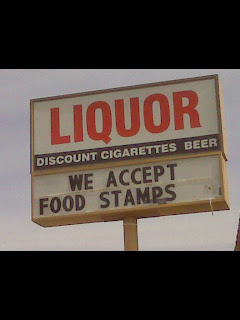 LIQUOR
DISCOUNT CIGARETTES BEER
WE ACCEPT
FOOD STAMPS